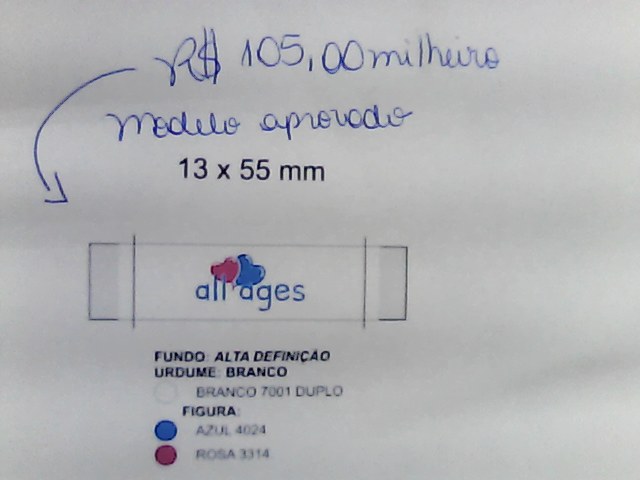 R$ 105,00 milheiro
modelo aprovado
13 x 55 mm
all ages
FUNDO: ALTA DEFINIÇÃO
URDUME: BRANCO
BRANCO 7001 DUPLO
FIGURA:
AZUL 4024
ROSA 3314